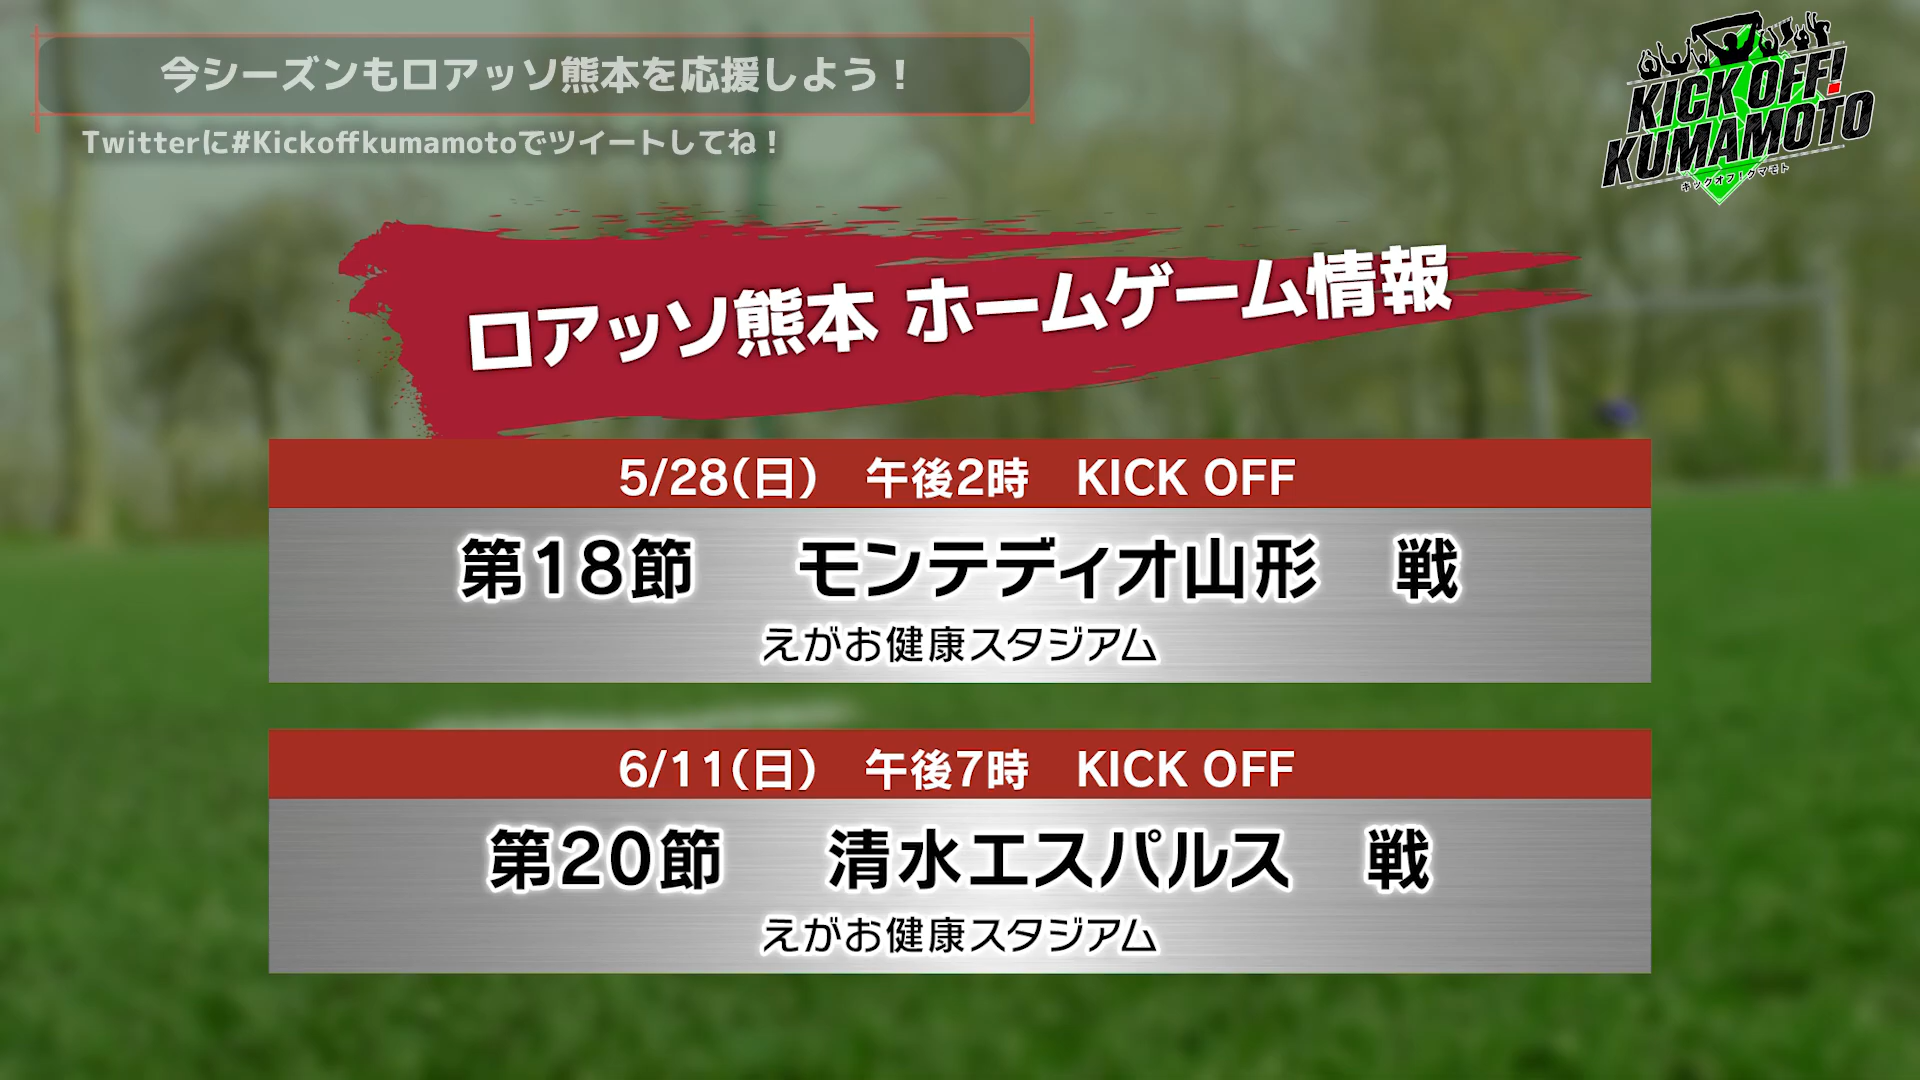 今シーズンもロアッソ熊本を応援しよう！
Twitterに#Kickoffkumamotoでツイートしてね！
KICK OFF!
KUMAMOTO
キックオフ！クマモト
ロアッソ熊本 ホームゲーム情報
5/28(日) 午後2時 KICK OFF
第18節 モンテディオ山形 戦
えがお健康スタジアム
6/11(日) 午後7時 KICK OFF
第20節 清水エスパルス 戦
えがお健康スタジアム